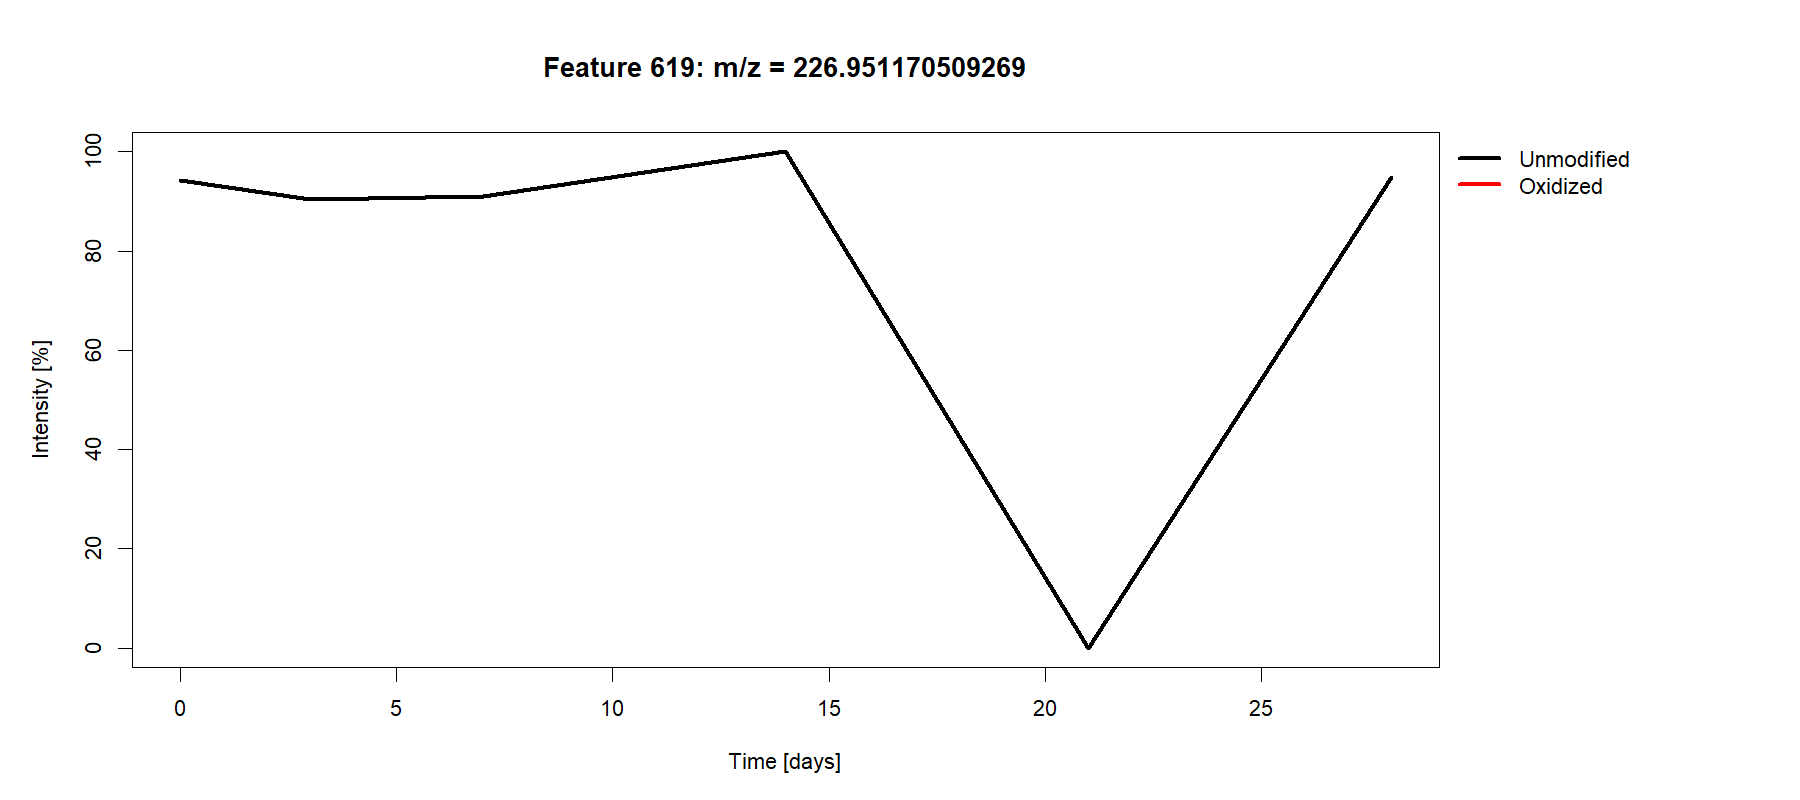 Feature 619: m/z = 226.951170509269
Unmodified
Oxidized
Intensity [%]
100
80
60
40
20
0
0 5 10 15 20 25
Time [days]